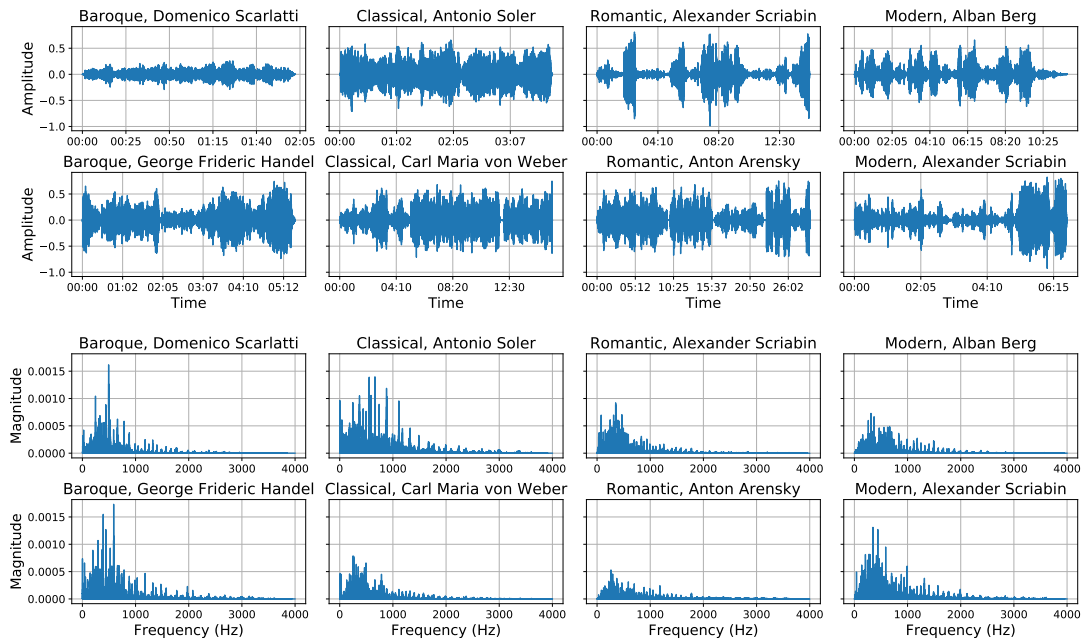 Baroque, Domenico Scarlatti Classical, Antonio Soler Romantic, Alexander Scriabin Modern, Alban Berg
Amplitude
0.5
0.0
−0.5
−1.0
00:00 00:25 00:50 01:15 01:40 02:05 00:00 01:02 02:05 03:07 00:00 04:10 08:20 12:30 00:00 02:05 04:10 06:15 08:20 10:25
Baroque, George Frideric Handel Classical, Carl Maria von Weber Romantic, Anton Arensky Modern, Alexander Scriabin
Amplitude
0.5
0.0
−0.5
−1.0
00:00 01:02 02:05 03:07 04:10 05:12 00:00 04:10 08:20 12:30 00:00 05:12 10:25 15:37 20:50 26:02 00:00 02:05 04:10 06:15
Time Time Time Time
Baroque, Domenico Scarlatti Classical, Antonio Soler Romantic, Alexander Scriabin Modern, Alban Berg
Magnitude
0.0015
0.0010
0.0005
0.0000
0 1000 2000 3000 4000 0 1000 2000 3000 4000 0 1000 2000 3000 4000 0 1000 2000 3000 4000
Baroque, George Frideric Handel Classical, Carl Maria von Weber Romantic, Anton Arensky Modern, Alexander Scriabin
Magnitude
0.0015
0.0010
0.0005
0.0000
0 1000 2000 3000 4000 0 1000 2000 3000 4000 0 1000 2000 3000 4000 0 1000 2000 3000 4000
Frequency (Hz) Frequency (Hz) Frequency (Hz) Frequency (Hz)